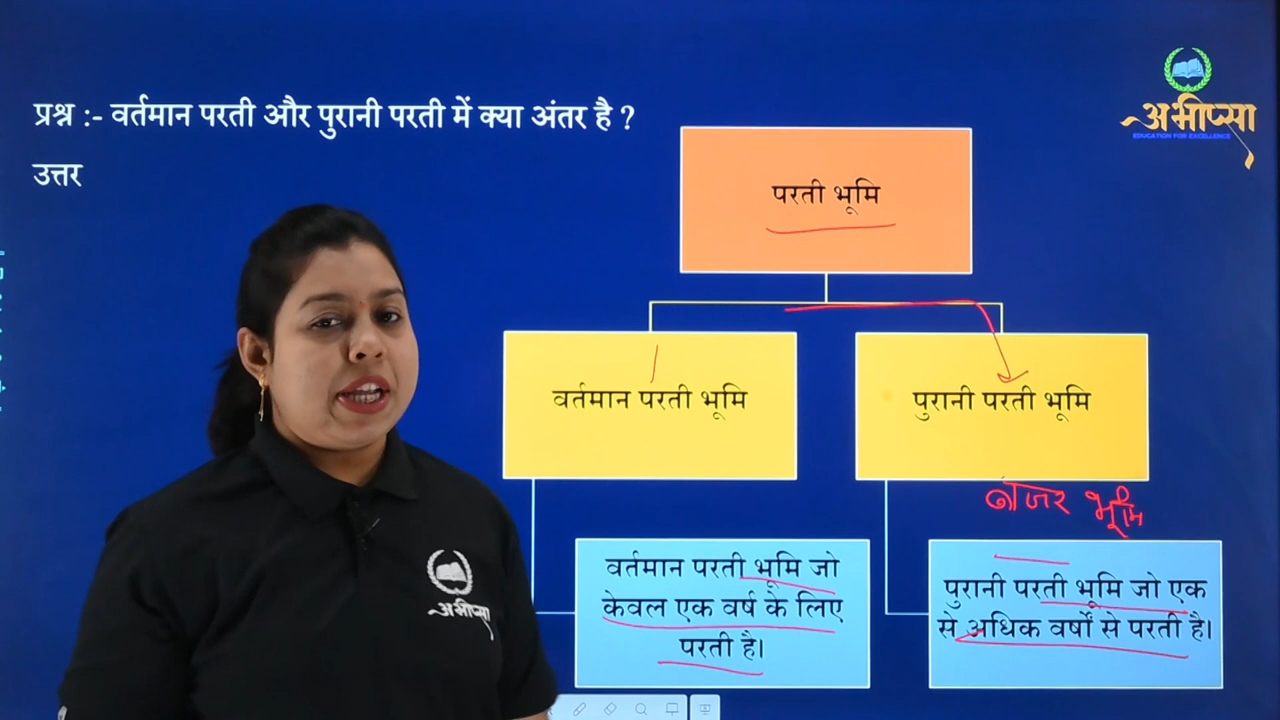 प्रश्न :- वर्तमान परती और पुरानी परती में क्या अंतर है ?
उत्तर
अभीप्सा
EDUCATION FOR EXCELLENCE
परती भूमि
वर्तमान परती भूमि
पुरानी परती भूमि
भूमि
वर्तमान परती भूमि जो
केवल एक वर्ष के लिए
परती है।
पुरानी परती भूमि जो एक
से अधिक वर्षों से परती है।
अभीप्सा